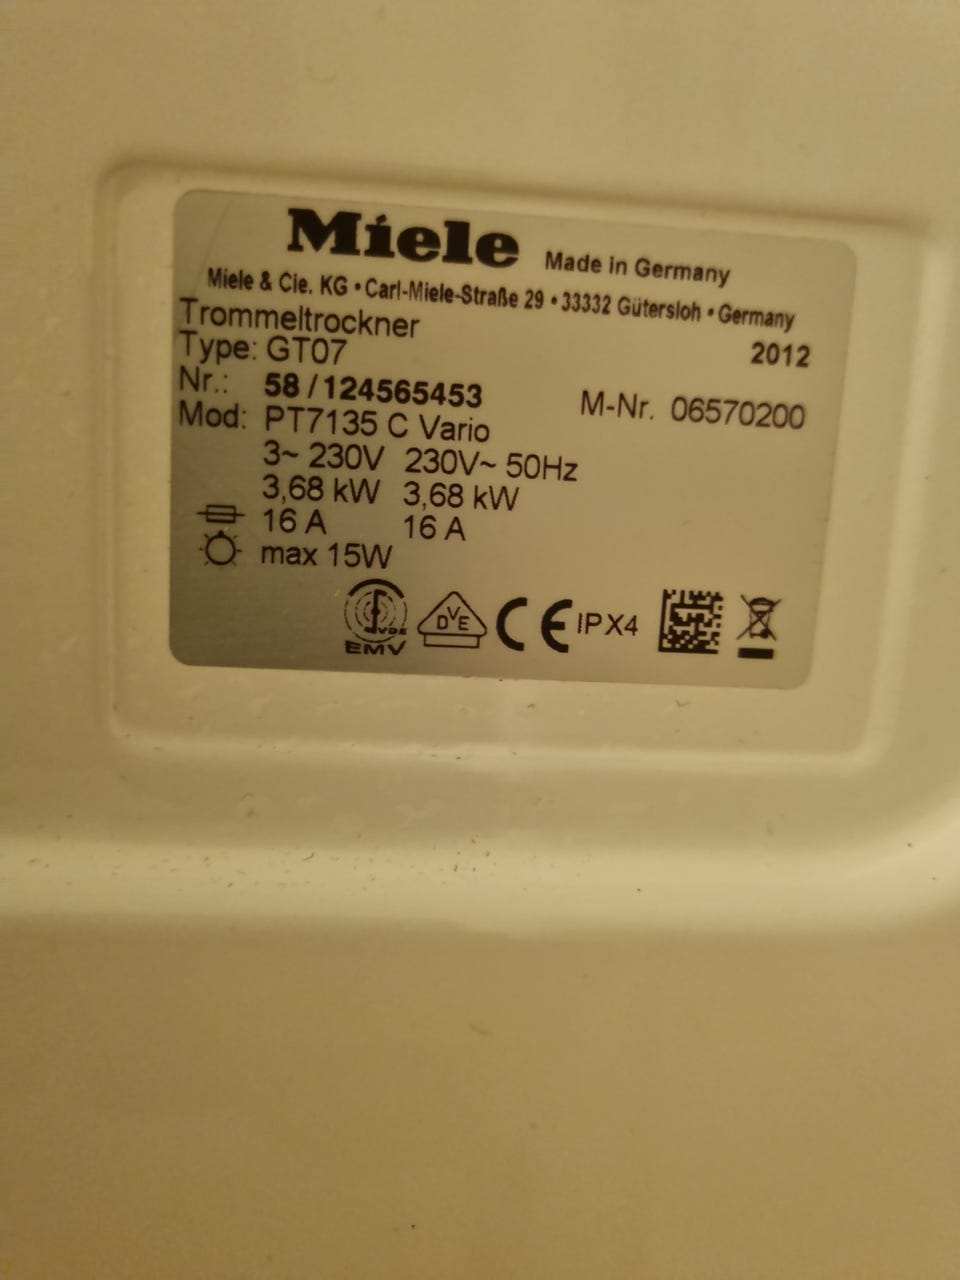 Miele Made in Germany
Miele & Cie. KG • Carl-Miele-Straße 29 • 33332 Gütersloh • Germany
Trommeltrockner
Type: GT07 2012
Nr.: 58 / 124565453 M-Nr. 06570200
Mod: PT7135 C Vario
3~ 230V 230V~ 50Hz
3,68 kW 3,68 kW
16 A 16 A
max 15W
VDE
EMV
DVE CE IPX4